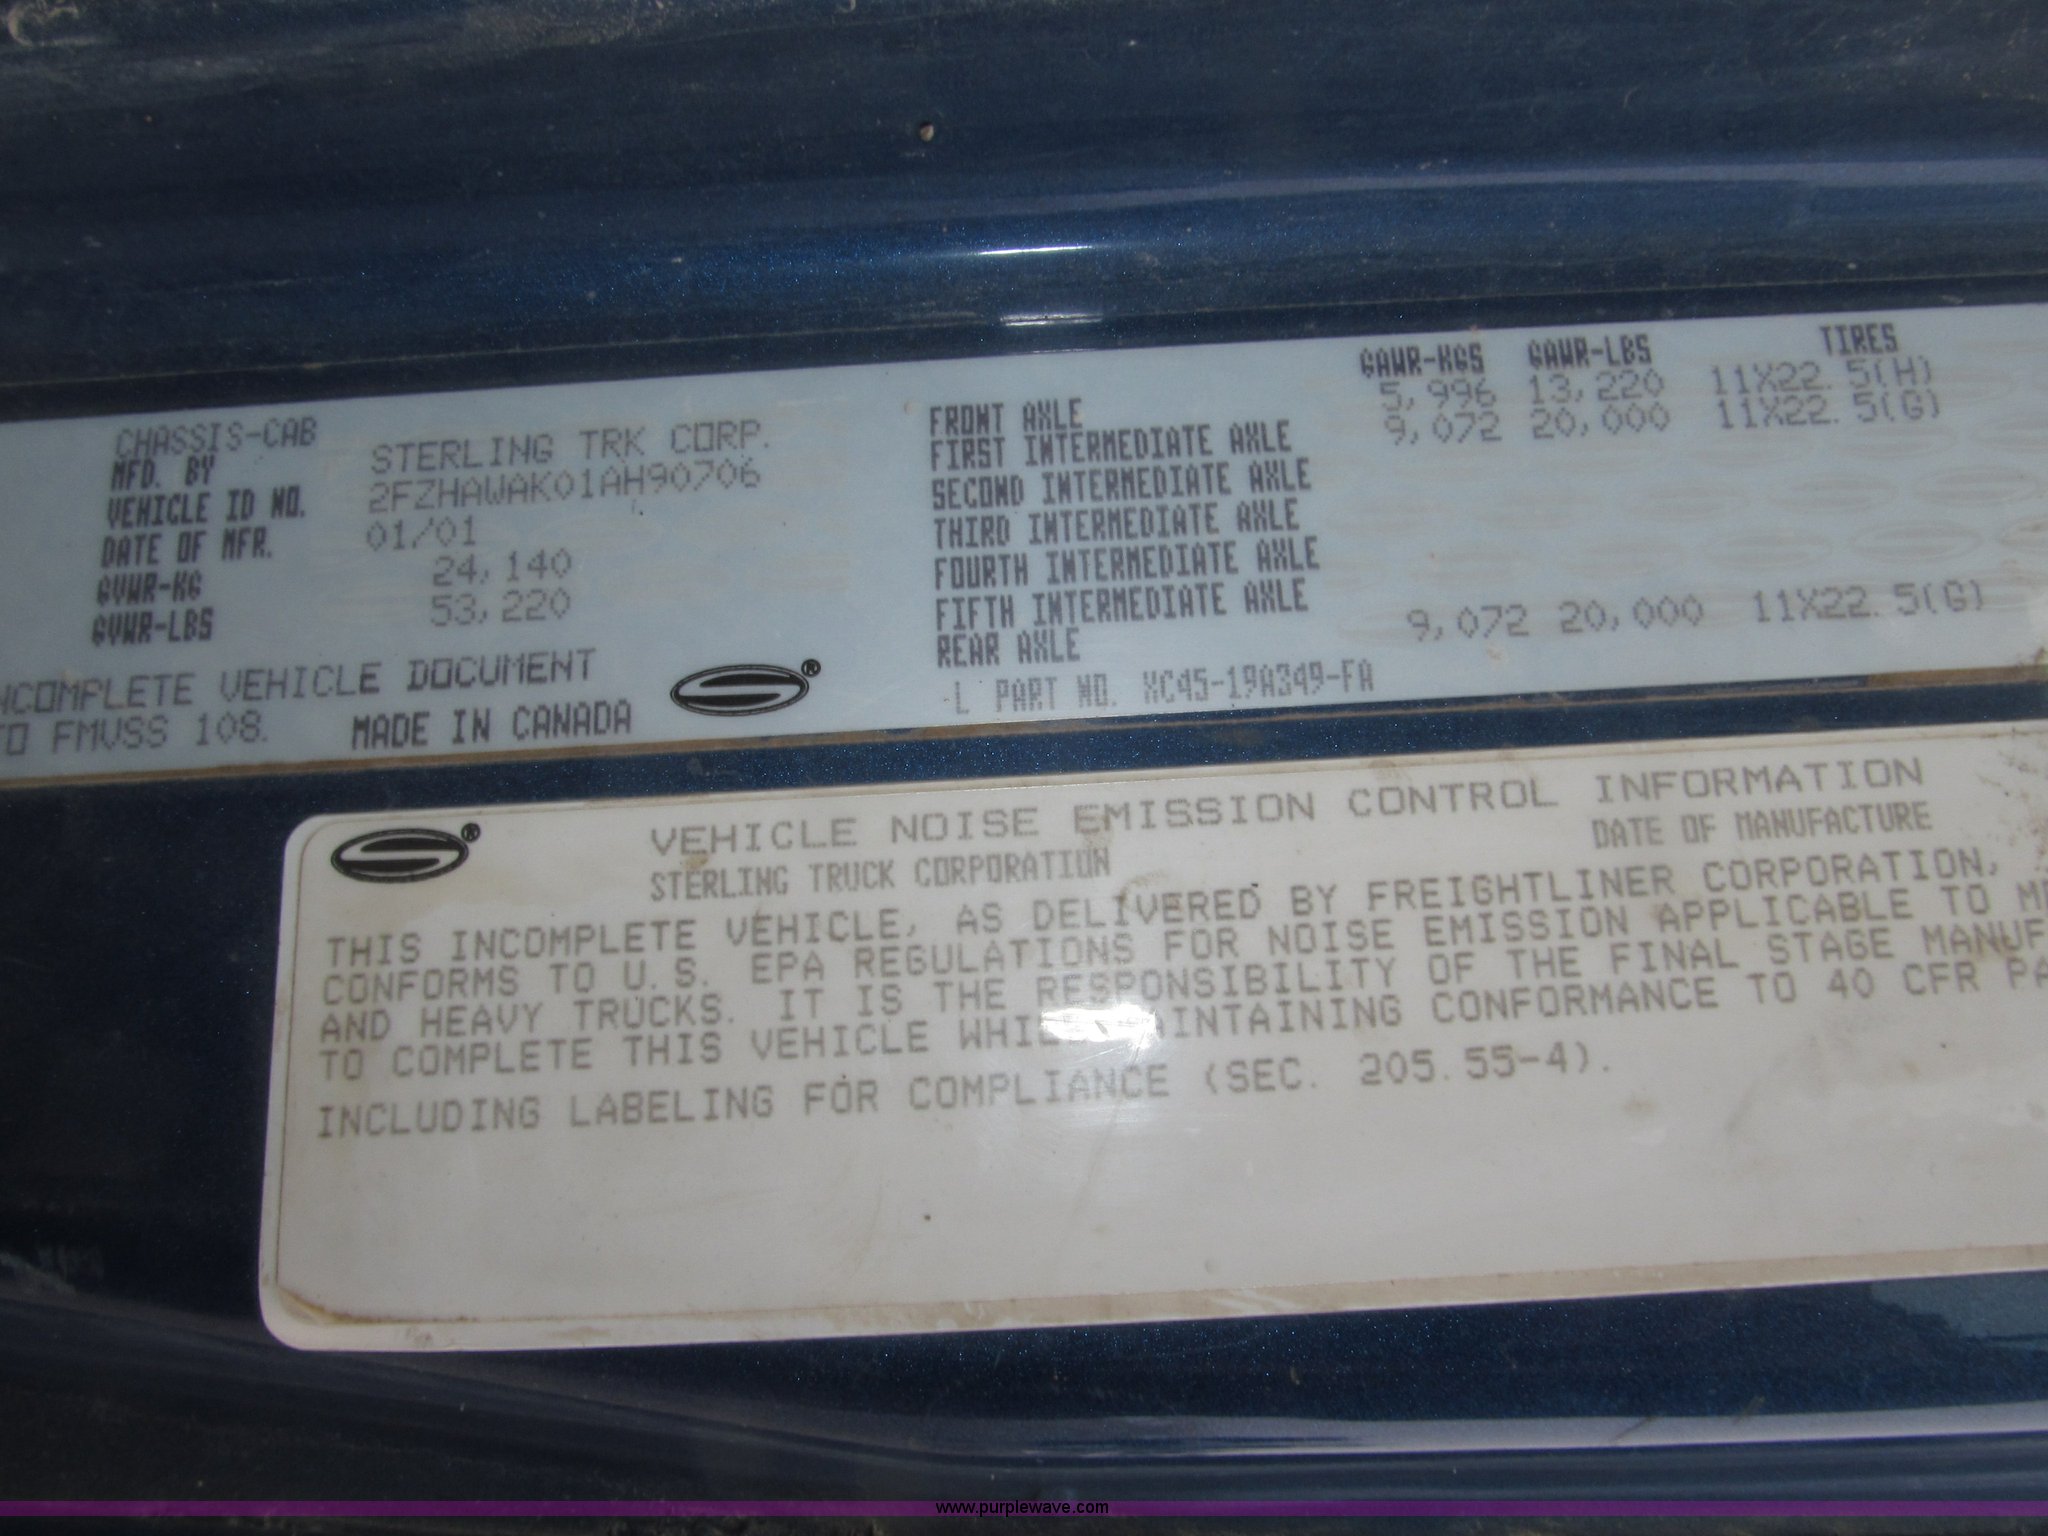 CHASSIS-CAB
MFD. BY STERLING TRK CORP.
VEHICLE ID NO. 2FZHAWAK01AH90706
DATE OF MFR. 01/01
GVWR-KG 24,140
GVWR-LBS 53,220
INCOMPLETE VEHICLE DOCUMENT
TO FMVSS 108. MADE IN CANADA
®
GAWR-KGS GAWR-LBS TIRES
FRONT AXLE 5,996 13,220 11X22.5(H)
FIRST INTERMEDIATE AXLE 9,072 20,000 11X22.5(G)
SECOND INTERMEDIATE AXLE
THIRD INTERMEDIATE AXLE
FOURTH INTERMEDIATE AXLE
FIFTH INTERMEDIATE AXLE
REAR AXLE 9,072 20,000 11X22.5(G)
L PART NO. XC45-19A349-FA
®
VEHICLE NOISE EMISSION CONTROL INFORMATION
STERLING TRUCK CORPORATION DATE OF MANUFACTURE
THIS INCOMPLETE VEHICLE, AS DELIVERED BY FREIGHTLINER CORPORATION,
CONFORMS TO U.S. EPA REGULATIONS FOR NOISE EMISSION APPLICABLE TO ME
AND HEAVY TRUCKS. IT IS THE RESPONSIBILITY OF THE FINAL STAGE MANUF
TO COMPLETE THIS VEHICLE WHILE MAINTAINING CONFORMANCE TO 40 CFR PA
INCLUDING LABELING FOR COMPLIANCE (SEC. 205.55-4).
www.purplewave.com